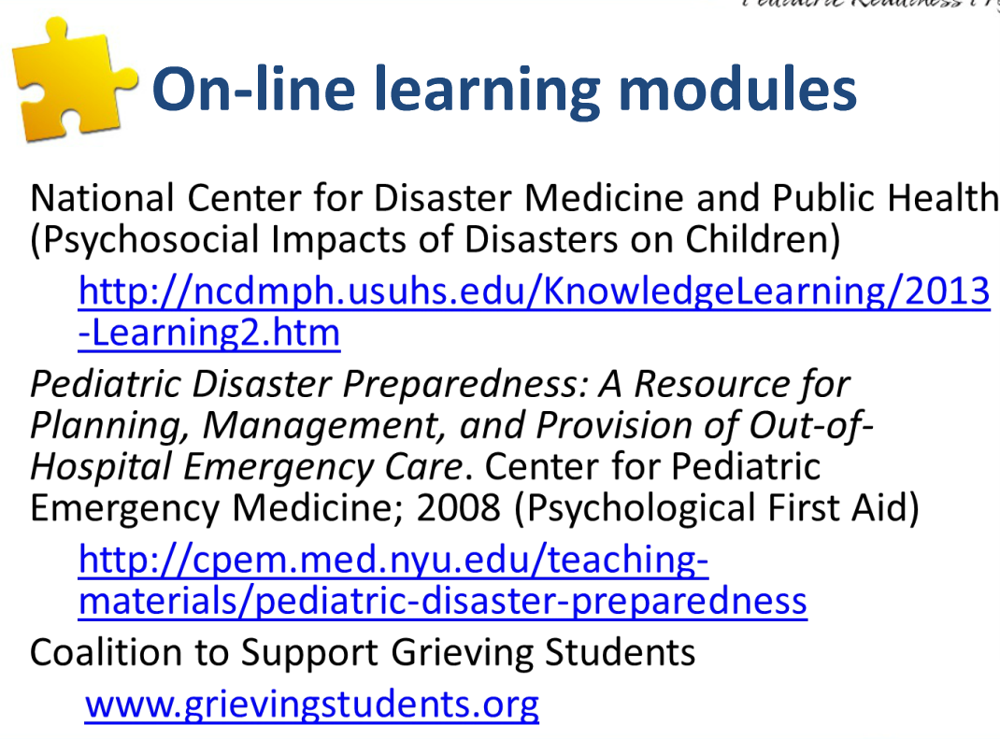 Pediatric Readiness
On-line learning modules
National Center for Disaster Medicine and Public Health
(Psychosocial Impacts of Disasters on Children)
http://ncdmph.usuhs.edu/KnowledgeLearning/2013
-Learning2.htm
Pediatric Disaster Preparedness: A Resource for
Planning, Management, and Provision of Out-of-
Hospital Emergency Care. Center for Pediatric
Emergency Medicine; 2008 (Psychological First Aid)
http://cpem.med.nyu.edu/teaching-
materials/pediatric-disaster-preparedness
Coalition to Support Grieving Students
www.grievingstudents.org